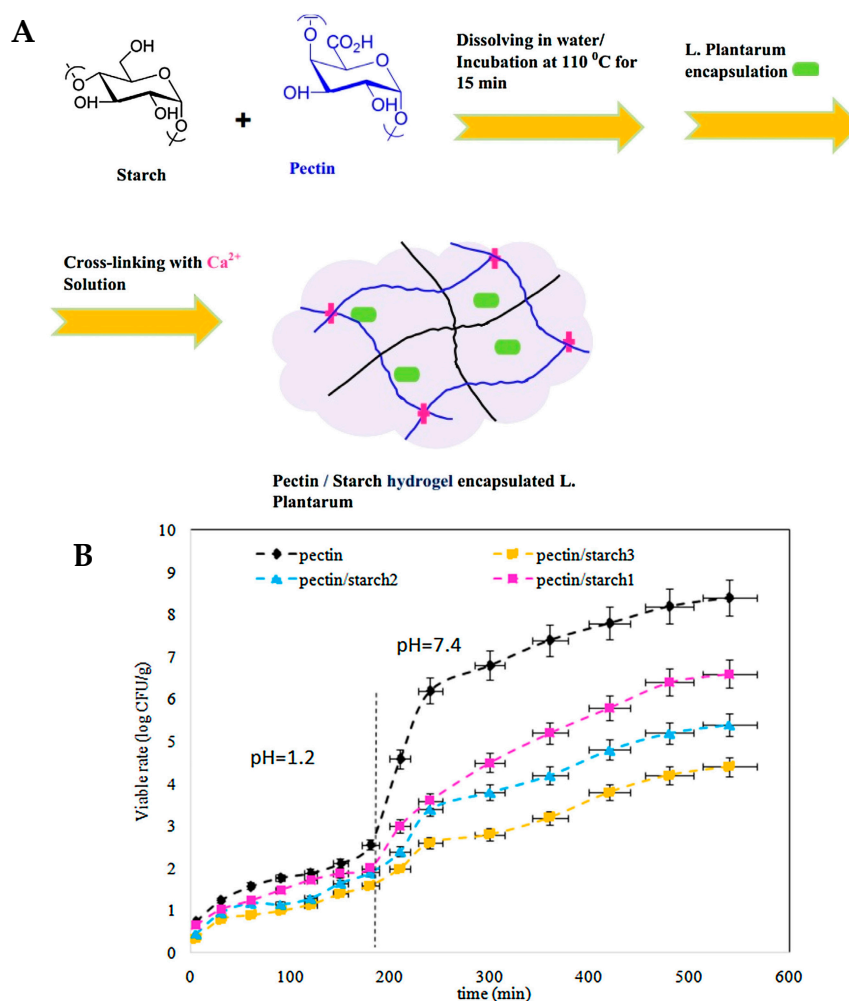 A
OH
O
HO
OH
O
Starch
+
O
CO₂H
O
HO
OH
O
Pectin
Dissolving in water/
Incubation at 110 ⁰C for
15 min
L. Plantarum
encapsulation
Cross-linking with Ca²⁺
Solution
Pectin / Starch hydrogel encapsulated L.
Plantarum
B
10
9
8
7
6
5
4
3
2
1
0
Viable rate (log CFU/g)
pectin
pectin/starch3
pectin/starch2
pectin/starch1
pH=7.4
pH=1.2
0 100 200 300 400 500 600
time (min)